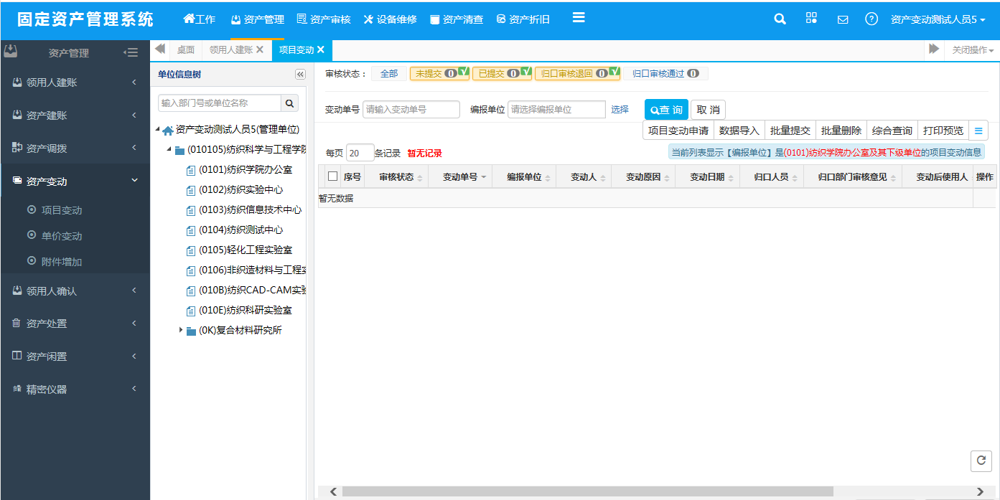 固定资产管理系统 工作 资产管理 资产审核 设备维修 资产清查 资产折旧 资产变动测试人员5
资产管理 桌面 领用人建账 项目变动 关闭操作
领用人建账
资产建账
资产调拨
资产变动
项目变动
单价变动
附件增加
领用人确认
资产处置
资产闲置
精密仪器
单位信息树
输入部门号或单位名称
资产变动测试人员5(管理单位)
(010105)纺织科学与工程学院
(0101)纺织学院办公室
(0102)纺织实验中心
(0103)纺织信息技术中心
(0104)纺织测试中心
(0105)轻化工程实验室
(0106)非织造材料与工程实
(010B)纺织CAD-CAM实验
(010E)纺织科研实验室
(0K)复合材料研究所
审核状态： 全部 未提交 0 已提交 0 归口审核退回 0 归口审核通过 0
变动单号 请输入变动单号 编报单位 请选择编报单位 选择 查 询 取 消
项目变动申请 数据导入 批量提交 批量删除 综合查询 打印预览
每页 20 条记录 暂无记录 当前列表显示【编报单位】是(0101)纺织学院办公室及其下级单位的项目变动信息
序号 审核状态 变动单号 编报单位 变动人 变动原因 变动日期 归口人员 归口部门审核意见 变动后使用人 操作
暂无数据